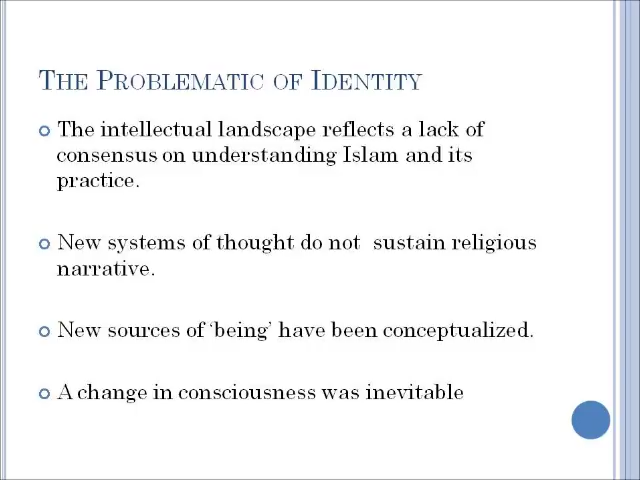 THE PROBLEMATIC OF IDENTITY
The intellectual landscape reflects a lack of
consensus on understanding Islam and its
practice.
New systems of thought do not  sustain religious
narrative.
New sources of ‘being’ have been conceptualized.
A change in consciousness was inevitable